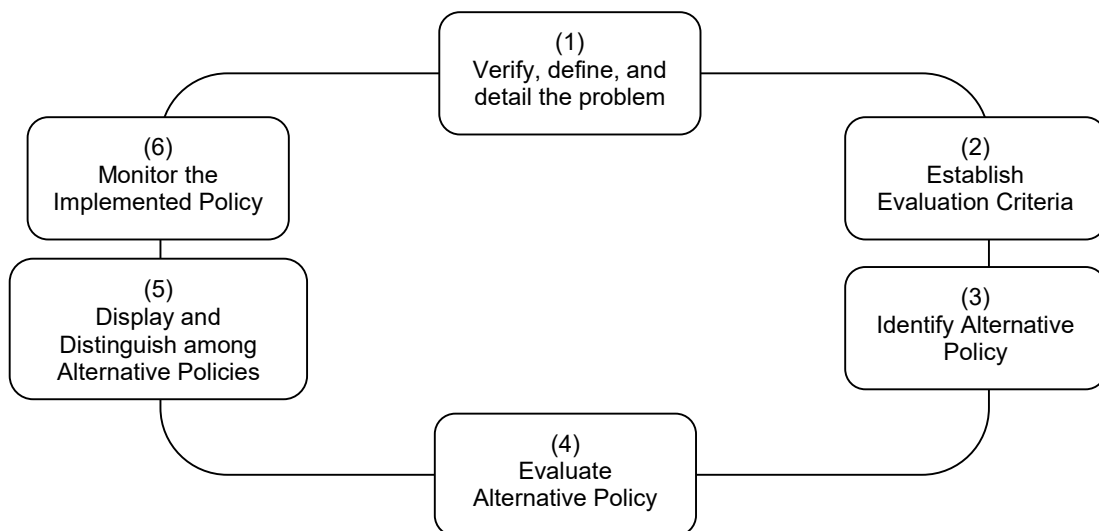 (1)
Verify, define, and
detail the problem
(2)
Establish
Evaluation Criteria
(3)
Identify Alternative
Policy
(4)
Evaluate
Alternative Policy
(5)
Display and
Distinguish among
Alternative Policies
(6)
Monitor the
Implemented Policy